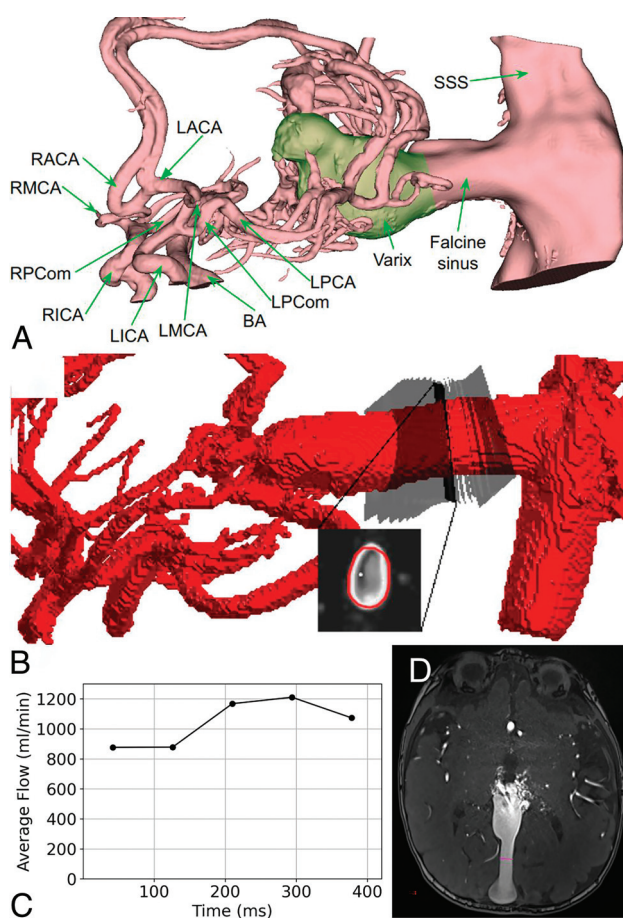 SSS
LACA
RACA
RMCA
RPCom
RICA
LICA
LMCA
BA
LPCom
LPCA
Varix
Falcine
sinus
A
B
D
Average Flow (ml/min)
1200
1000
800
600
400
200
0
100
200
300
400
Time (ms)
C